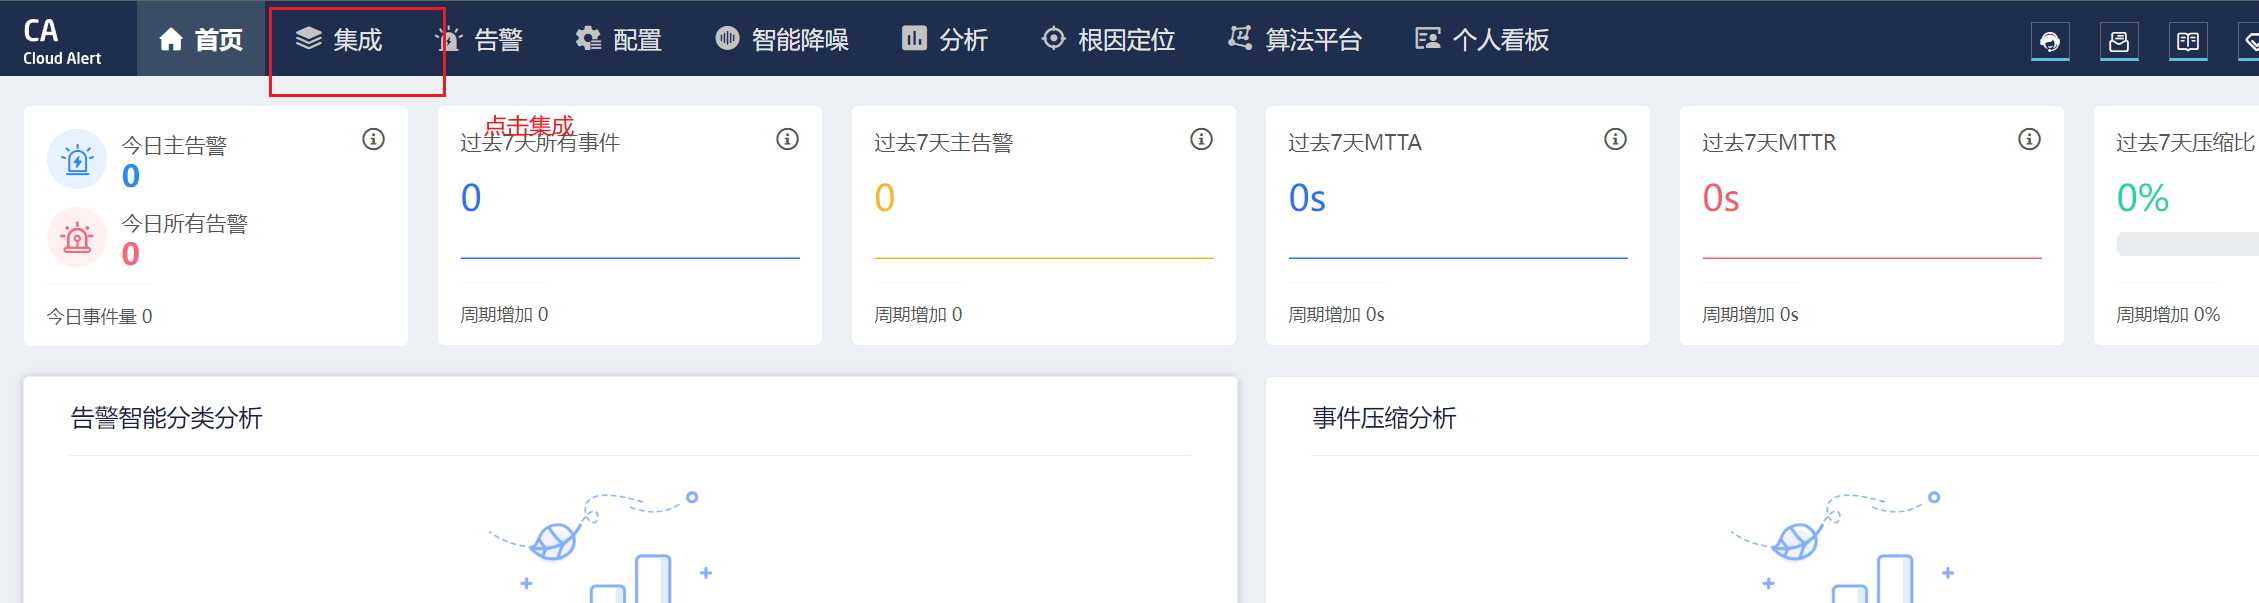 CA
Cloud Alert
首页
集成
告警
配置
智能降噪
分析
根因定位
算法平台
个人看板
点击集成
今日主告警
0
今日所有告警
0
今日事件量 0
过去7天所有事件
0
周期增加 0
过去7天主告警
0
周期增加 0
过去7天MTTA
0s
周期增加 0s
过去7天MTTR
0s
周期增加 0s
过去7天压缩比
0%
周期增加 0%
告警智能分类分析
事件压缩分析